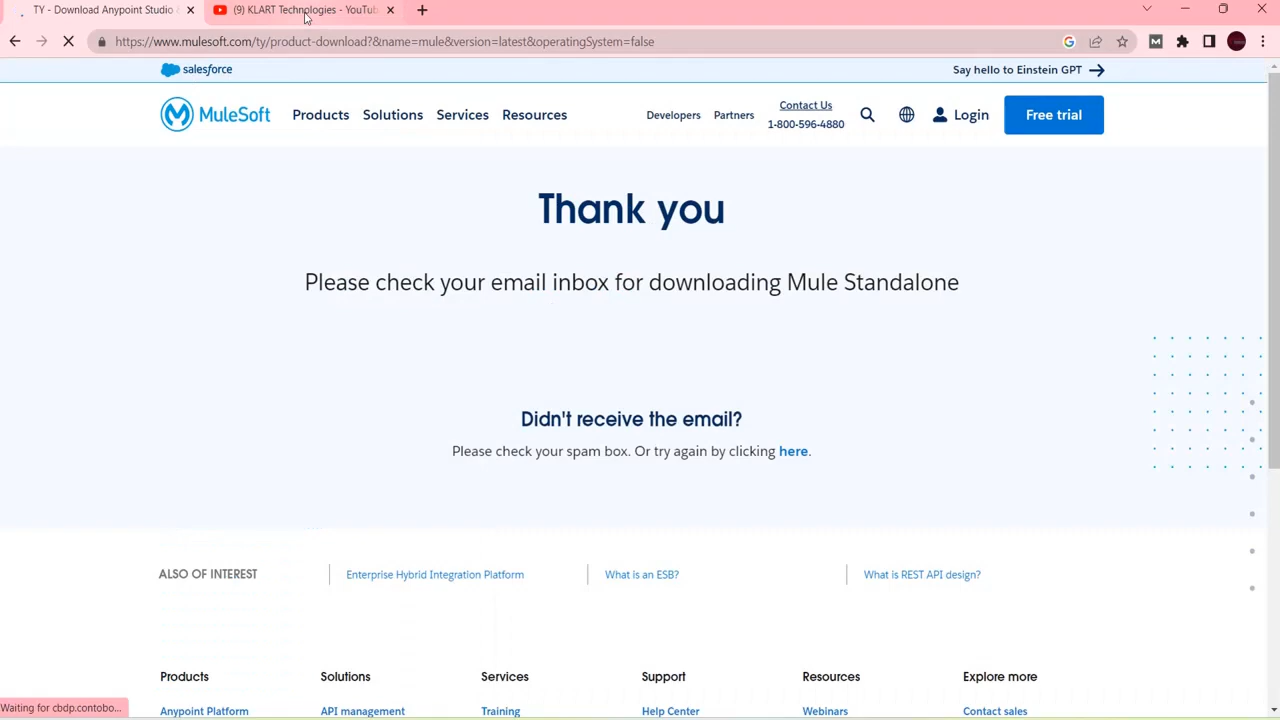 TY - Download Anypoint Studio
(9) KLART Technologies - YouTub
https://www.mulesoft.com/ty/product-download?&name=mule&version=latest&operatingSystem=false
salesforce
Say hello to Einstein GPT
MuleSoft
Products
Solutions
Services
Resources
Developers
Partners
Contact Us
1-800-596-4880
Login
Free trial
Thank you
Please check your email inbox for downloading Mule Standalone
Didn't receive the email?
Please check your spam box. Or try again by clicking here.
ALSO OF INTEREST
Enterprise Hybrid Integration Platform
What is an ESB?
What is REST API design?
Products
Solutions
Services
Support
Resources
Explore more
Anypoint Platform
API management
Training
Help Center
Webinars
Contact sales
Waiting for cbdp.contobo...